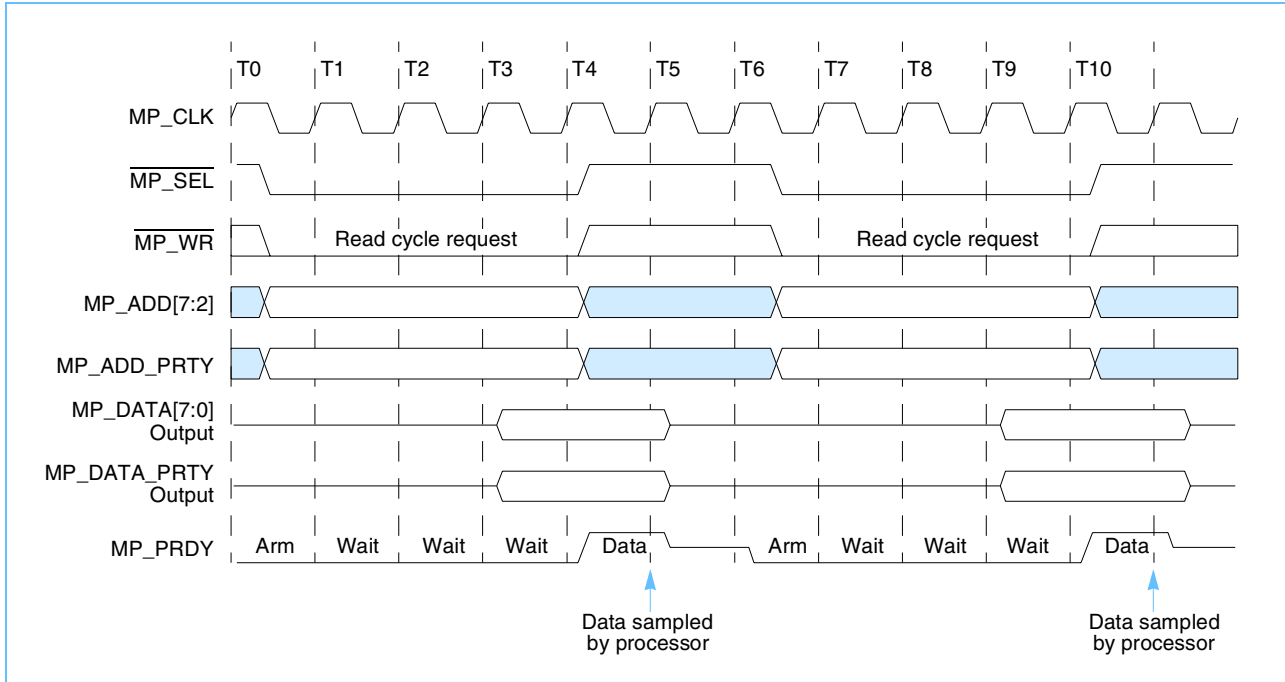 T0 T1 T2 T3 T4 T5 T6 T7 T8 T9 T10
MP_CLK
MP_SEL
MP_WR Read cycle request Read cycle request
MP_ADD[7:2]
MP_ADD_PRTY
MP_DATA[7:0]
Output
MP_DATA_PRTY
Output
MP_PRDY Arm Wait Wait Wait Data Arm Wait Wait Wait Data
Data sampled
by processor
Data sampled
by processor